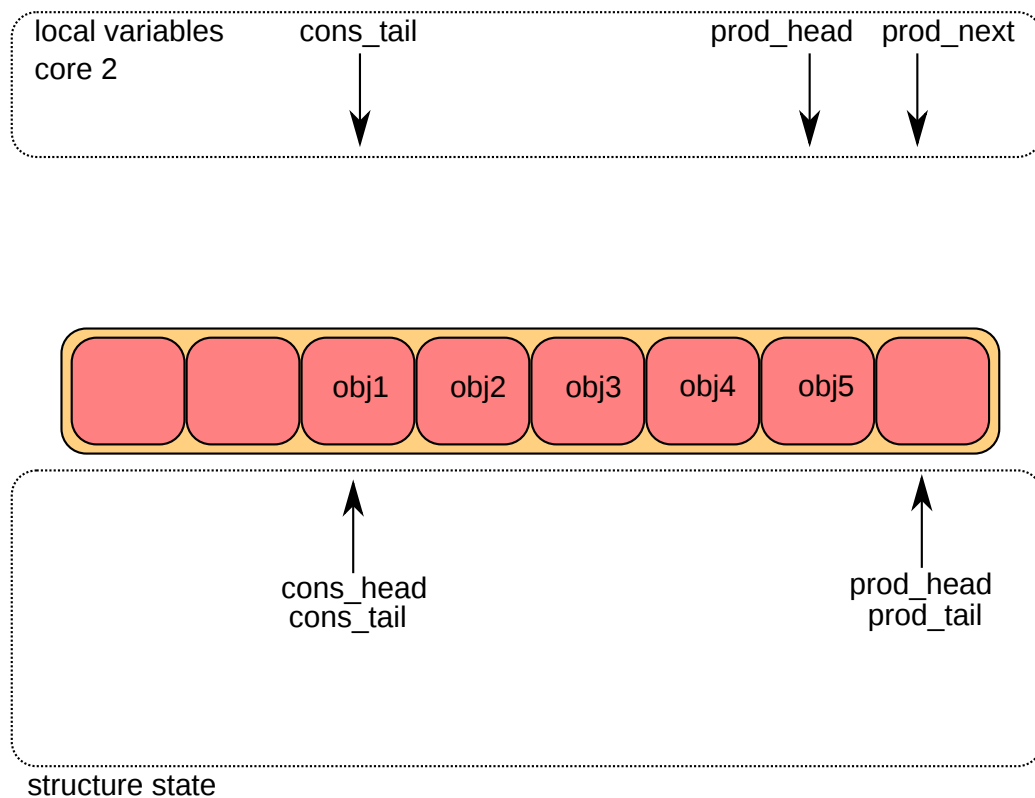 local variables
core 2
cons_tail
prod_head
prod_next
obj1
obj2
obj3
obj4
obj5
cons_head
cons_tail
prod_head
prod_tail
structure state